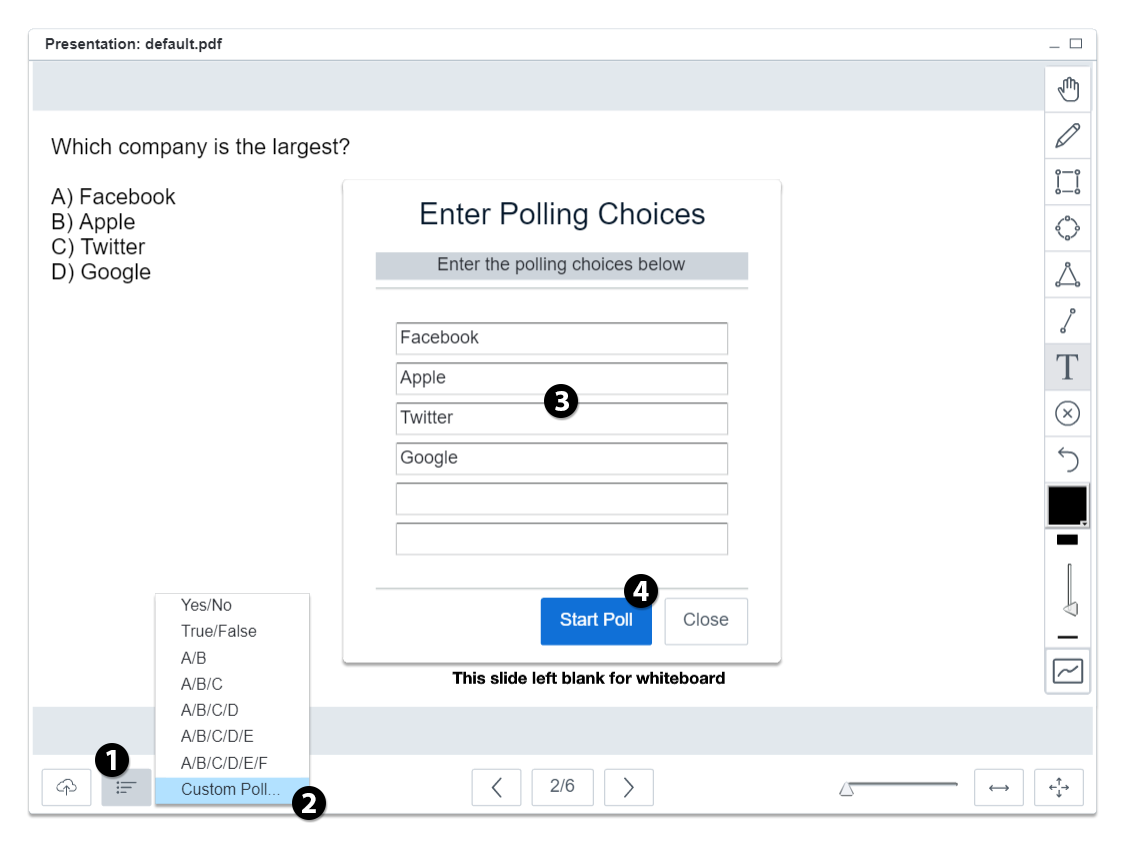 Presentation: default.pdf
Which company is the largest?
A) Facebook
B) Apple
C) Twitter
D) Google
Enter Polling Choices
Enter the polling choices below
Facebook
Apple
3
Twitter
Google
4
Start Poll
Close
This slide left blank for whiteboard
T
Yes/No
True/False
A/B
A/B/C
A/B/C/D
A/B/C/D/E
A/B/C/D/E/F
Custom Poll...
1
2
2/6